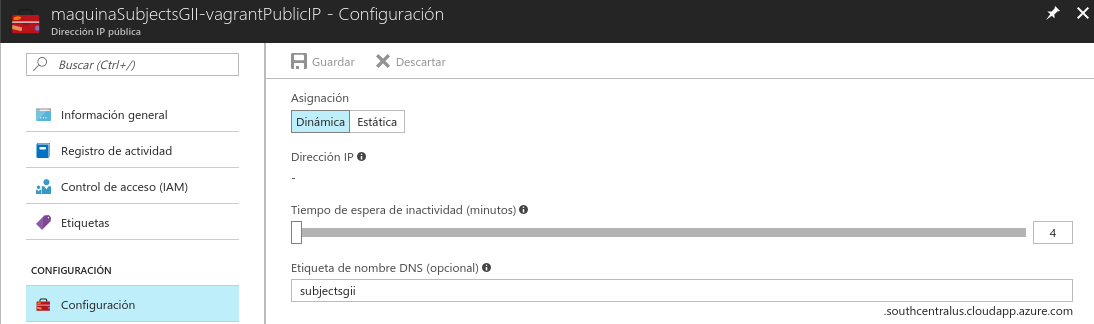 maquinaSubjectsGII-vagrantPublicIP - Configuración
Dirección IP pública
Buscar (Ctrl+/)
Información general
Registro de actividad
Control de acceso (IAM)
Etiquetas
CONFIGURACIÓN
Configuración
Guardar Descartar
Asignación
Dinámica Estática
Dirección IP
-
Tiempo de espera de inactividad (minutos)
4
Etiqueta de nombre DNS (opcional)
subjectsgii
.southcentralus.cloudapp.azure.com